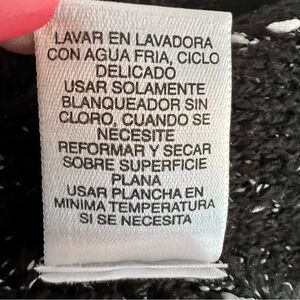 LAVAR EN LAVADORA
CON AGUA FRIA, CICLO
DELICADO
USAR SOLAMENTE
BLANQUEADOR SIN
CLORO, CUANDO SE
NECESITE
REFORMAR Y SECAR
SOBRE SUPERFICIE
PLANA
USAR PLANCHA EN
MINIMA TEMPERATURA
SI SE NECESITA